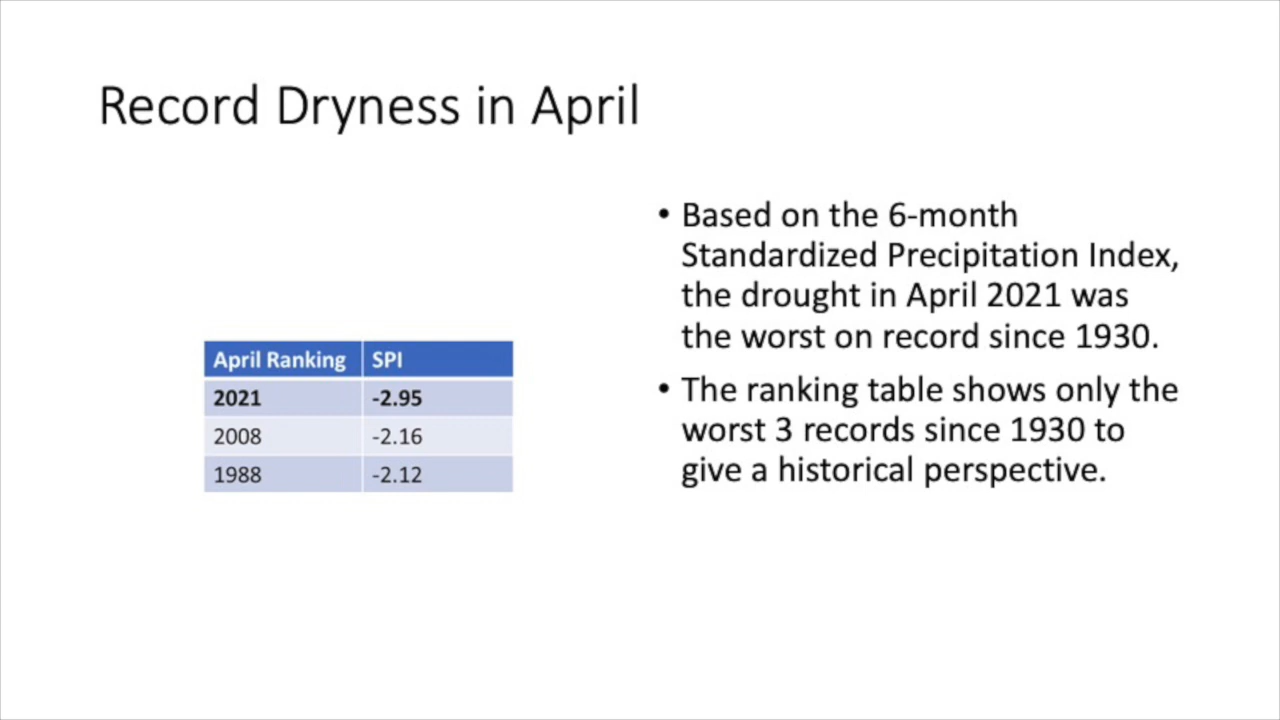 Record Dryness in April
April Ranking SPI
2021 -2.95
2008 -2.16
1988 -2.12
• Based on the 6-month
Standardized Precipitation Index,
the drought in April 2021 was
the worst on record since 1930.
• The ranking table shows only the
worst 3 records since 1930 to
give a historical perspective.